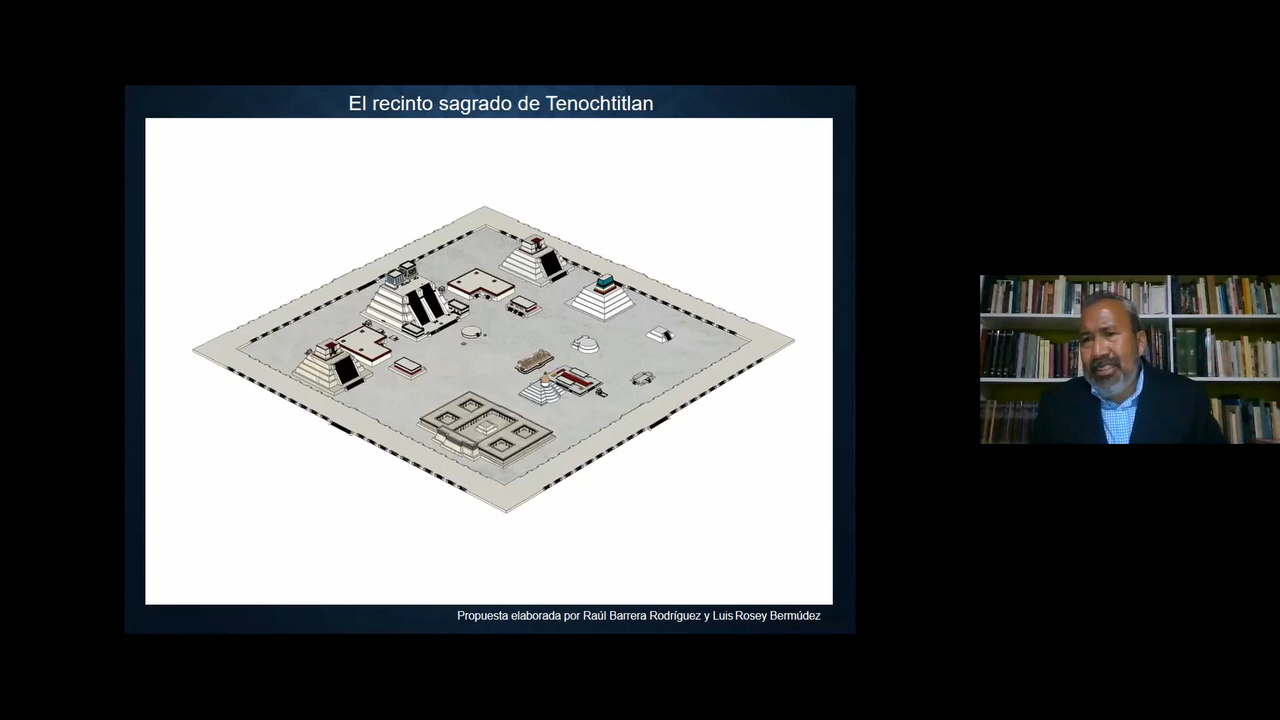 El recinto sagrado de Tenochtitlan
Propuesta elaborada por Raúl Barrera Rodríguez y Luis Rosey Bermúdez